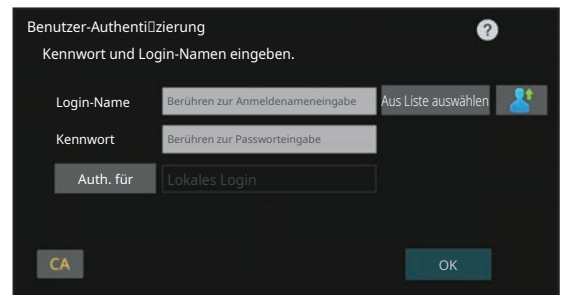 Benutzer-Authenti▯zierung
?
Kennwort und Login-Namen eingeben.
Login-Name Berühren zur Anmeldenameneingabe Aus Liste auswählen
Kennwort Berühren zur Passworteingabe
Auth. für Lokales Login
CA OK